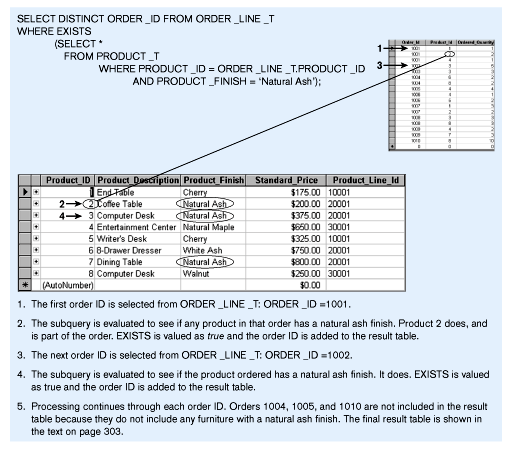 SELECT DISTINCT ORDER _ID FROM ORDER _LINE _T
WHERE EXISTS
(SELECT *
FROM PRODUCT _T
WHERE PRODUCT _ID = ORDER _LINE _T.PRODUCT _ID
AND PRODUCT _FINISH = ‘Natural Ash’);
Order_Id Product_Id Ordered_Quantity
1
3
Product_ID Product_Description Product_Finish Standard_Price Product_Line_Id
1 End Table Cherry $175.00 10001
2 2 Coffee Table Natural Ash $200.00 20001
4 3 Computer Desk Natural Ash $375.00 20001
4 Entertainment Center Natural Maple $650.00 30001
5 Writer's Desk Cherry $325.00 10001
6 8-Drawer Dresser White Ash $750.00 20001
7 Dining Table Natural Ash $800.00 20001
8 Computer Desk Walnut $250.00 30001
(AutoNumber) $0.00
1. The first order ID is selected from ORDER _LINE _T: ORDER _ID =1001.
2. The subquery is evaluated to see if any product in that order has a natural ash finish. Product 2 does, and
is part of the order. EXISTS is valued as true and the order ID is added to the result table.
3. The next order ID is selected from ORDER _LINE _T: ORDER _ID =1002.
4. The subquery is evaluated to see if the product ordered has a natural ash finish. It does. EXISTS is valued
as true and the order ID is added to the result table.
5. Processing continues through each order ID. Orders 1004, 1005, and 1010 are not included in the result
table because they do not include any furniture with a natural ash finish. The final result table is shown in
the text on page 303.